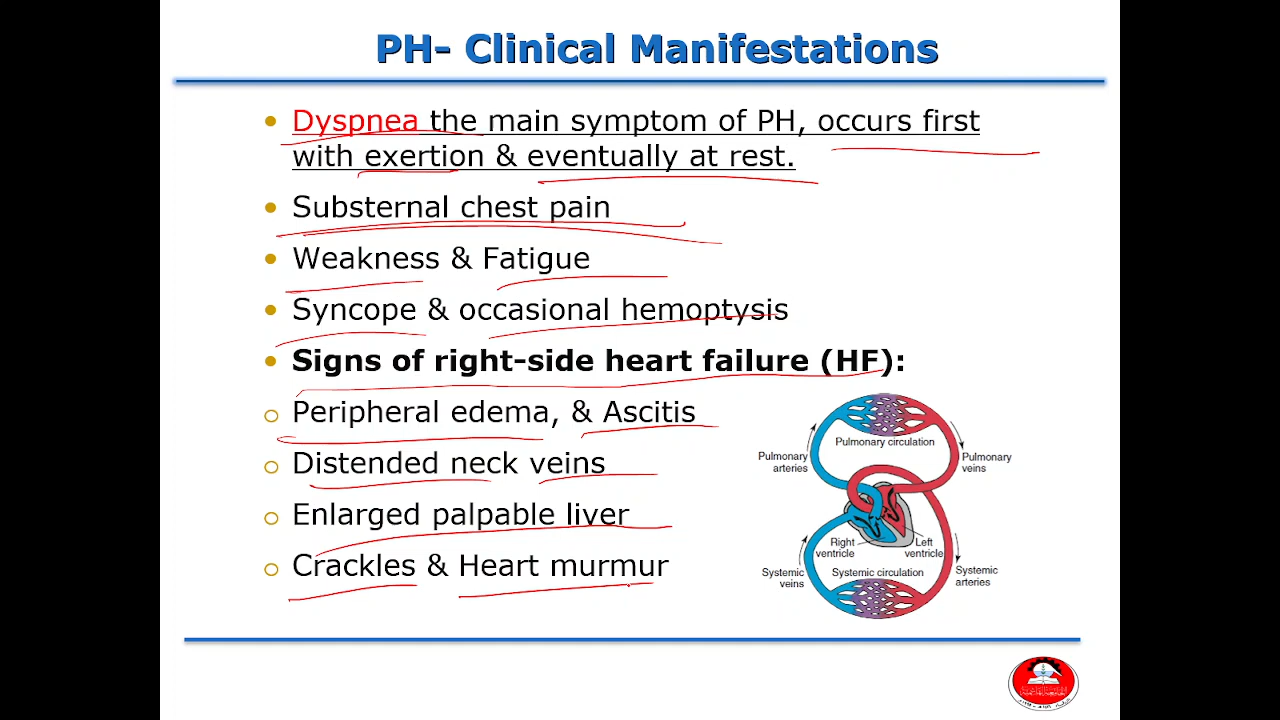 PH- Clinical Manifestations
• Dyspnea the main symptom of PH, occurs first
with exertion & eventually at rest.
• Substernal chest pain
• Weakness & Fatigue
• Syncope & occasional hemoptysis
• Signs of right-side heart failure (HF):
o Peripheral edema, & Ascitis
o Distended neck veins
o Enlarged palpable liver
o Crackles & Heart murmur
Pulmonary circulation
Pulmonary
arteries
Pulmonary
veins
Right
ventricle
Left
ventricle
Systemic
veins
Systemic circulation
Systemic
arteries